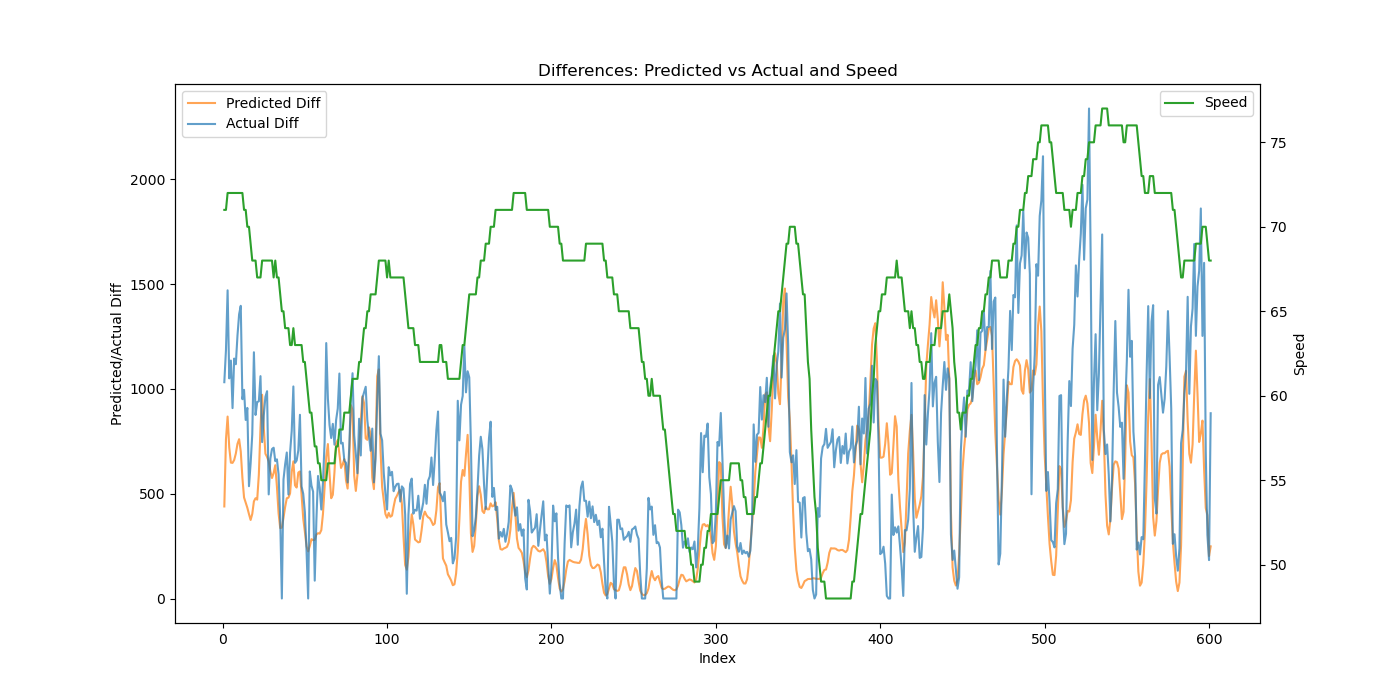 Differences: Predicted vs Actual and Speed
Predicted Diff
Actual Diff
Speed
Predicted/Actual Diff
2000
1500
1000
500
0
75
70
65
60
55
50
Speed
0 100 200 300 400 500 600
Index